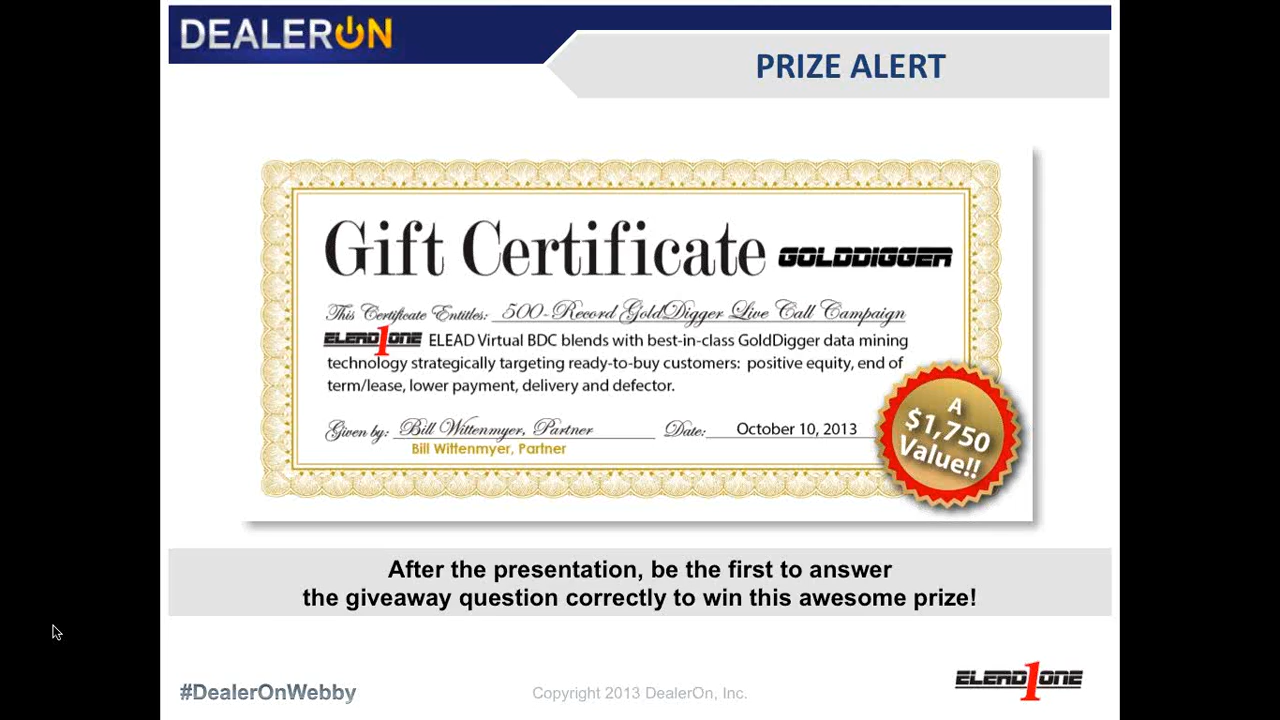 DEALERON
PRIZE ALERT
Gift Certificate GOLDDIGGER
This Certificate Entitles: 500-Record GoldDigger Live Call Campaign
ELEAD1ONE ELEAD Virtual BDC blends with best-in-class GoldDigger data mining
technology strategically targeting ready-to-buy customers: positive equity, end of
term/lease, lower payment, delivery and defector.
Given by: Bill Wittenmyer, Partner Date: October 10, 2013
Bill Wittenmyer, Partner
A
$1,750
Value!!
After the presentation, be the first to answer
the giveaway question correctly to win this awesome prize!
#DealerOnWebby
Copyright 2013 DealerOn, Inc.
ELEAD1ONE